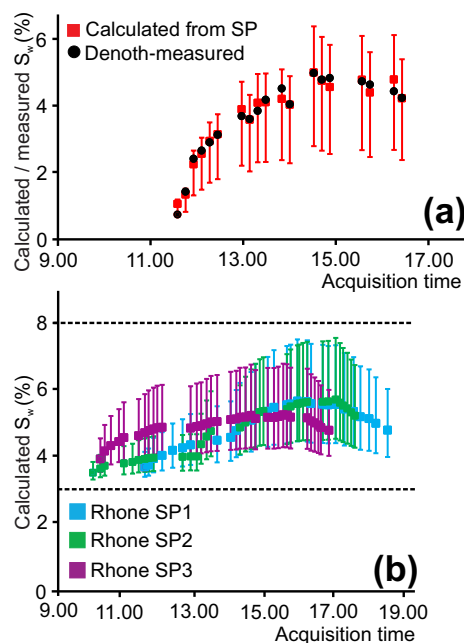 (a)
Calculated from SP
Denoth-measured
Calculated / measured Sw (%)
6
4
2
0
9.00 11.00 13.00 15.00 17.00
Acquisition time
(b)
Calculated Sw (%)
8
6
4
2
0
Rhone SP1
Rhone SP2
Rhone SP3
9.00 11.00 13.00 15.00 17.00 19.00
Acquisition time